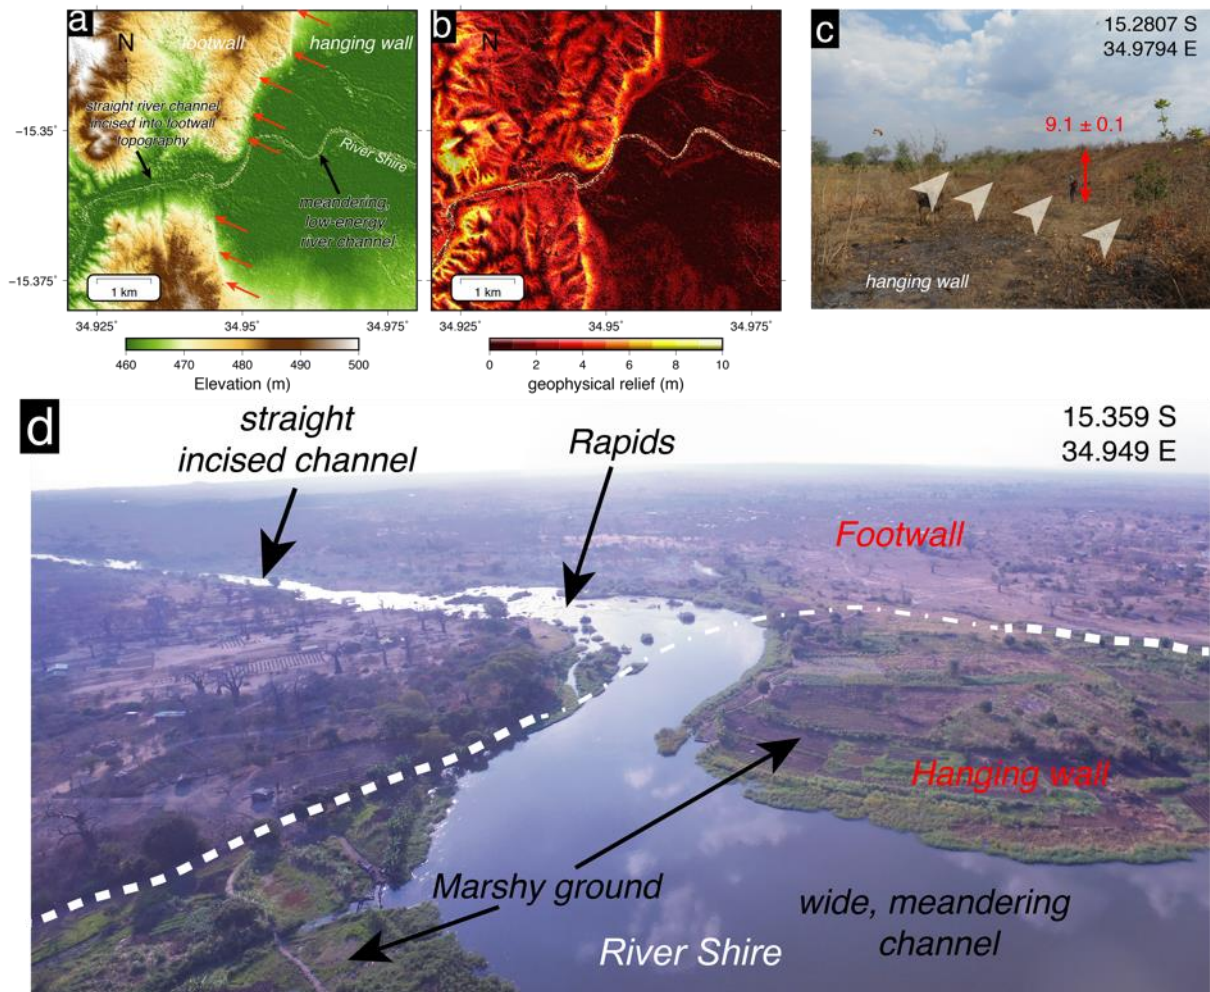 a
N
footwall
hanging wall
straight river channel
incised into footwall
topography
River Shire
meandering,
low-energy
river channel
−15.35
−15.375
1 km
34.925°
34.95°
34.975°
460
470
480
490
500
Elevation (m)
b
N
1 km
34.95°
34.975°
0
2
4
6
8
10
geophysical relief (m)
c
15.2807 S
34.9794 E
9.1 ± 0.1
hanging wall
d
straight
incised channel
Rapids
15.359 S
34.949 E
Footwall
Hanging wall
Marshy ground
wide, meandering
channel
River Shire